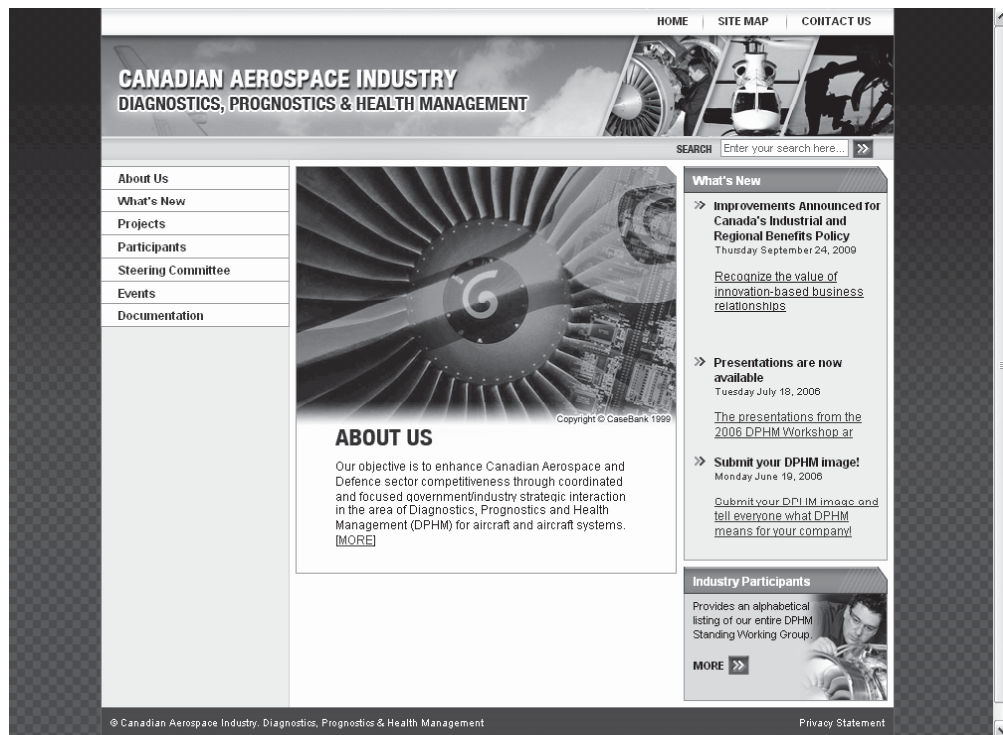 HOME SITE MAP CONTACT US
CANADIAN AEROSPACE INDUSTRY
DIAGNOSTICS, PROGNOSTICS & HEALTH MANAGEMENT
SEARCH Enter your search here... >>
About Us
What's New
Projects
Participants
Steering Committee
Events
Documentation
Copyright © CaseBank 1999
ABOUT US
Our objective is to enhance Canadian Aerospace and
Defence sector competitiveness through coordinated
and focused government/industry strategic interaction
in the area of Diagnostics, Prognostics and Health
Management (DPHM) for aircraft and aircraft systems.
[MORE]
What's New
Improvements Announced for
Canada's Industrial and
Regional Benefits Policy
Thursday September 24, 2009
Recognize the value of
innovation-based business
relationships
Presentations are now
available
Tuesday July 18, 2006
The presentations from the
2006 DPHM Workshop ar
Submit your DPHM image!
Monday June 19, 2006
Submit your DPHM image and
tell everyone what DPHM
means for your company!
Industry Participants
Provides an alphabetical
listing of our entire DPHM
Standing Working Group.
MORE >>
© Canadian Aerospace Industry. Diagnostics, Prognostics & Health Management Privacy Statement